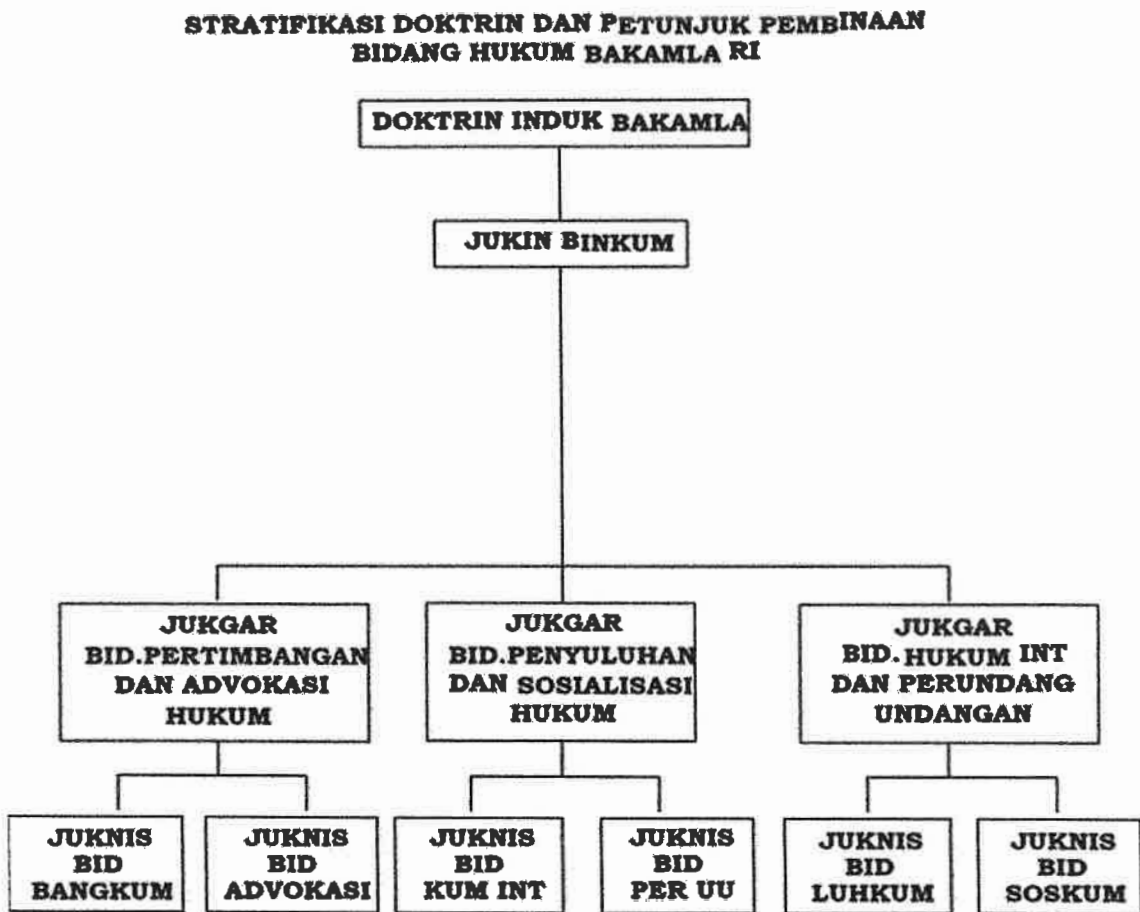 STRATIFIKASI DOKTRIN DAN PETUNJUK PEMBINAAN
BIDANG HUKUM BAKAMLA RI
DOKTRIN INDUK BAKAMLA
JUKIN BINKUM
JUKGAR
BID.PERTIMBANGAN
DAN ADVOKASI
HUKUM
JUKGAR
BID.PENYULUHAN
DAN SOSIALISASI
HUKUM
JUKGAR
BID.HUKUM INT
DAN PERUNDANG
UNDANGAN
JUKNIS
BID
BANGKUM
JUKNIS
BID
ADVOKASI
JUKNIS
BID
KUM INT
JUKNIS
BID
PER UU
JUKNIS
BID
LUHKUM
JUKNIS
BID
SOSKUM